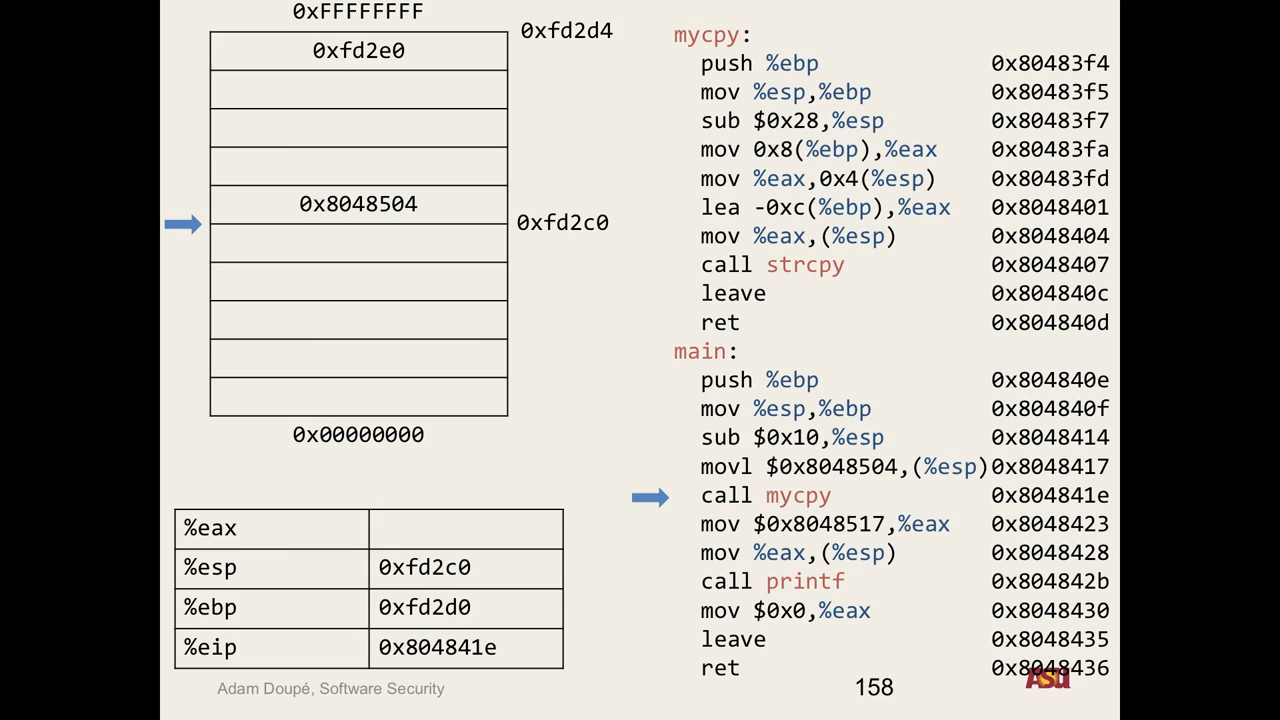 0xFFFFFFFF
0xfd2d4
0xfd2e0
0x8048504
0xfd2c0
0x00000000
%eax
%esp 0xfd2c0
%ebp 0xfd2d0
%eip 0x804841e
mycpy:
push %ebp 0x80483f4
mov %esp,%ebp 0x80483f5
sub $0x28,%esp 0x80483f7
mov 0x8(%ebp),%eax 0x80483fa
mov %eax,0x4(%esp) 0x80483fd
lea -0xc(%ebp),%eax 0x8048401
mov %eax,(%esp) 0x8048404
call strcpy 0x8048407
leave 0x804840c
ret 0x804840d
main:
push %ebp 0x804840e
mov %esp,%ebp 0x804840f
sub $0x10,%esp 0x8048414
movl $0x8048504,(%esp) 0x8048417
call mycpy 0x804841e
mov $0x8048517,%eax 0x8048423
mov %eax,(%esp) 0x8048428
call printf 0x804842b
mov $0x0,%eax 0x8048430
leave 0x8048435
ret 0x8048436
Adam Doupé, Software Security
158
ASU